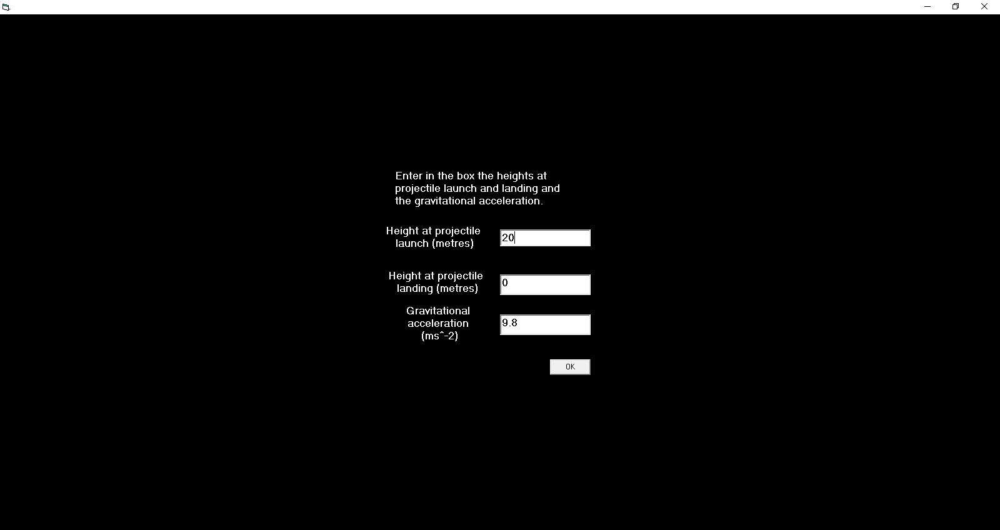 Enter in the box the heights at
projectile launch and landing and
the gravitational acceleration.
Height at projectile
launch (metres)
20
Height at projectile
landing (metres)
0
Gravitational
acceleration
(ms^-2)
9.8
OK